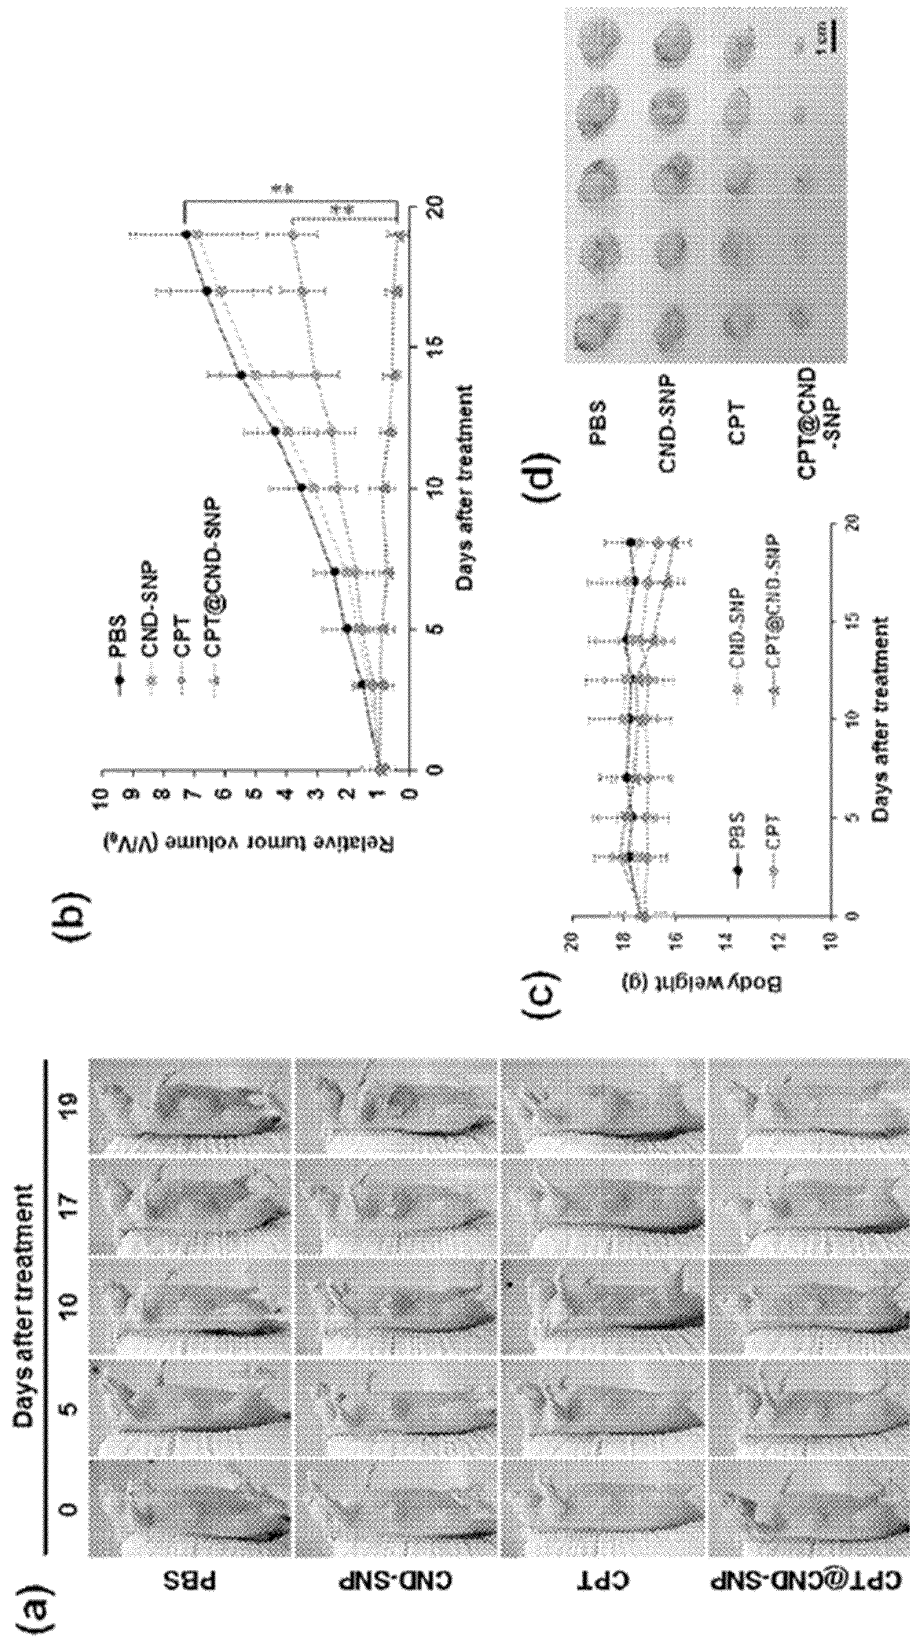 (a)
Days after treatment
0 5 10 17 19
PBS
CND-SNP
CPT
CPT@CND-SNP
(b)
Relative tumor volume (V/V₀)
10
9
8
7
6
5
4
3
2
1
0
PBS
CND-SNP
CPT
CPT@CND-SNP
**
**
0 5 10 15 20
Days after treatment
(c)
Body weight (g)
20
18
16
14
12
10
PBS CND-SNP
CPT CPT@CND-SNP
0 5 10 15 20
Days after treatment
(d)
PBS
CND-SNP
CPT
CPT@CND
-SNP
1 cm